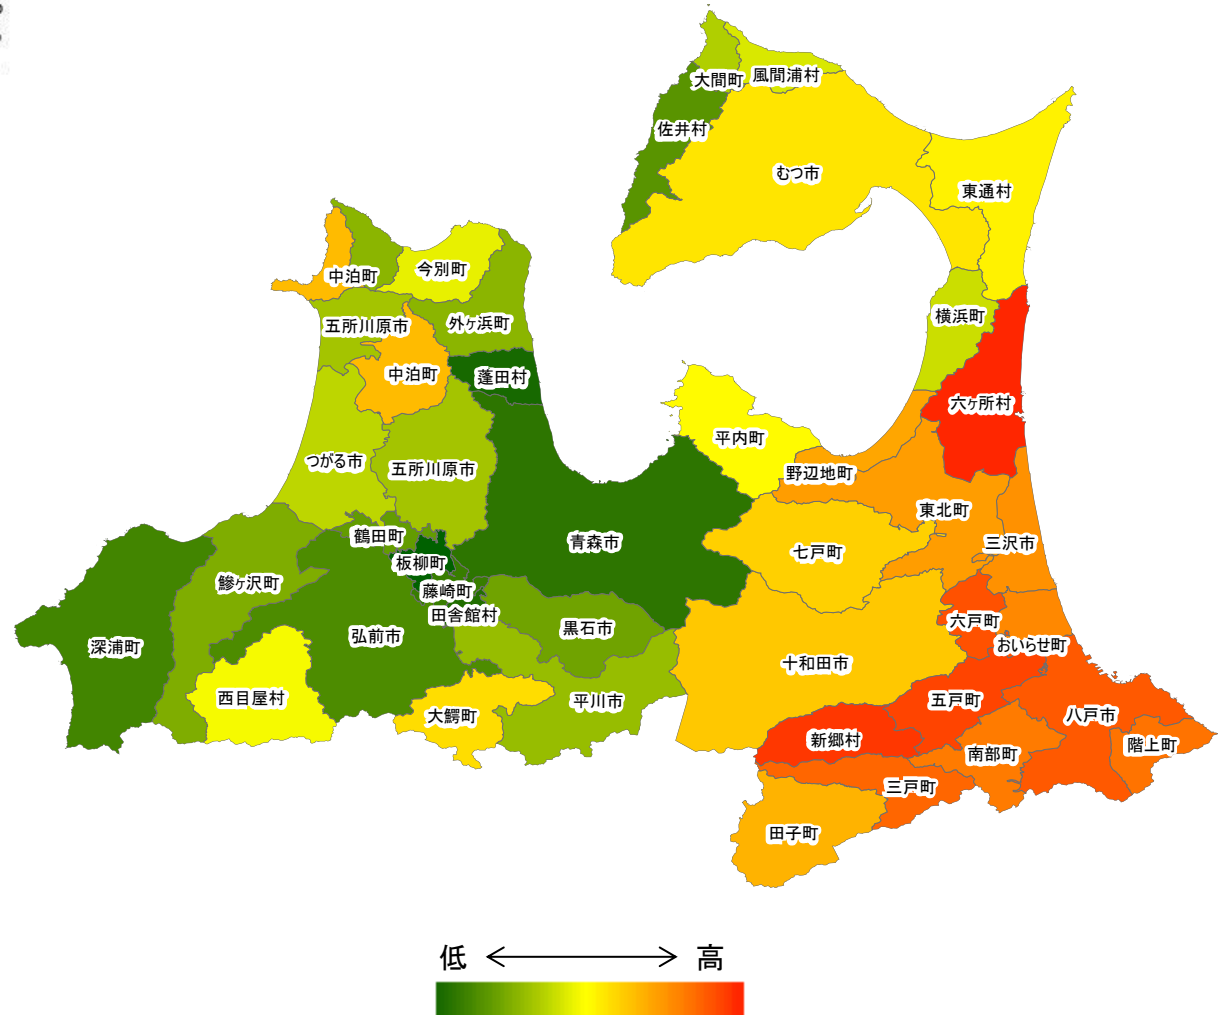 大間町
風間浦村
佐井村
むつ市
東通村
中泊町
今別町
横浜町
五所川原市
外ヶ浜町
蓬田村
中泊町
六ヶ所村
平内町
つがる市
五所川原市
野辺地町
東北町
鶴田町
青森市
三沢市
七戸町
板柳町
鰺ヶ沢町
藤崎町
田舎館村
六戸町
黒石市
弘前市
おいらせ町
深浦町
十和田市
西目屋村
平川市
五戸町
大鰐町
八戸市
新郷村
階上町
南部町
三戸町
田子町
低 高